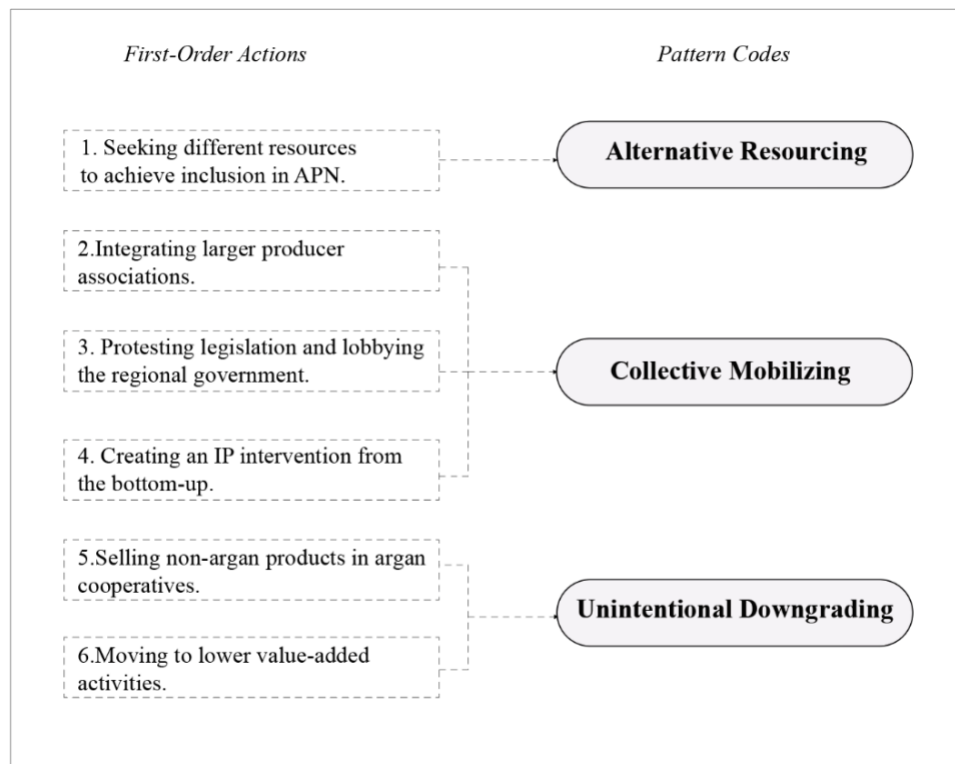 First-Order Actions
Pattern Codes
1. Seeking different resources
to achieve inclusion in APN.
Alternative Resourcing
2.Integrating larger producer
associations.
3. Protesting legislation and lobbying
the regional government.
4. Creating an IP intervention from
the bottom-up.
Collective Mobilizing
5.Selling non-argan products in argan
cooperatives.
6.Moving to lower value-added
activities.
Unintentional Downgrading